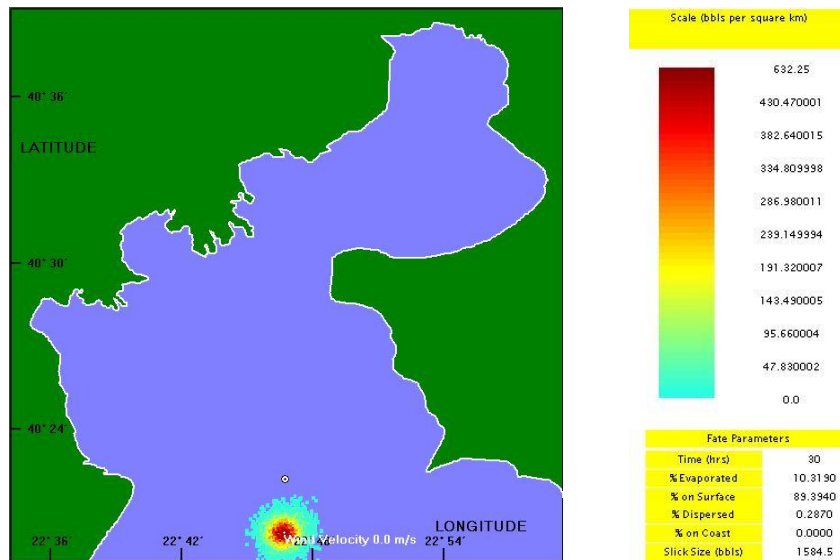 40° 36'
LATITUDE
40° 30'
40° 24'
LONGITUDE
Wind Velocity 0.0 m/s
22° 36' 22° 42' 22° 54'
Scale (bbls per square km)
632.25
430.470001
382.640015
334.809998
286.980011
239.149994
191.320007
143.490005
95.660004
47.830002
0.0
Fate Parameters
Time (hrs) 30
% Evaporated 10.3190
% on Surface 89.3940
% Dispersed 0.2870
% on Coast 0.0000
Slick Size (bbls) 1584.5